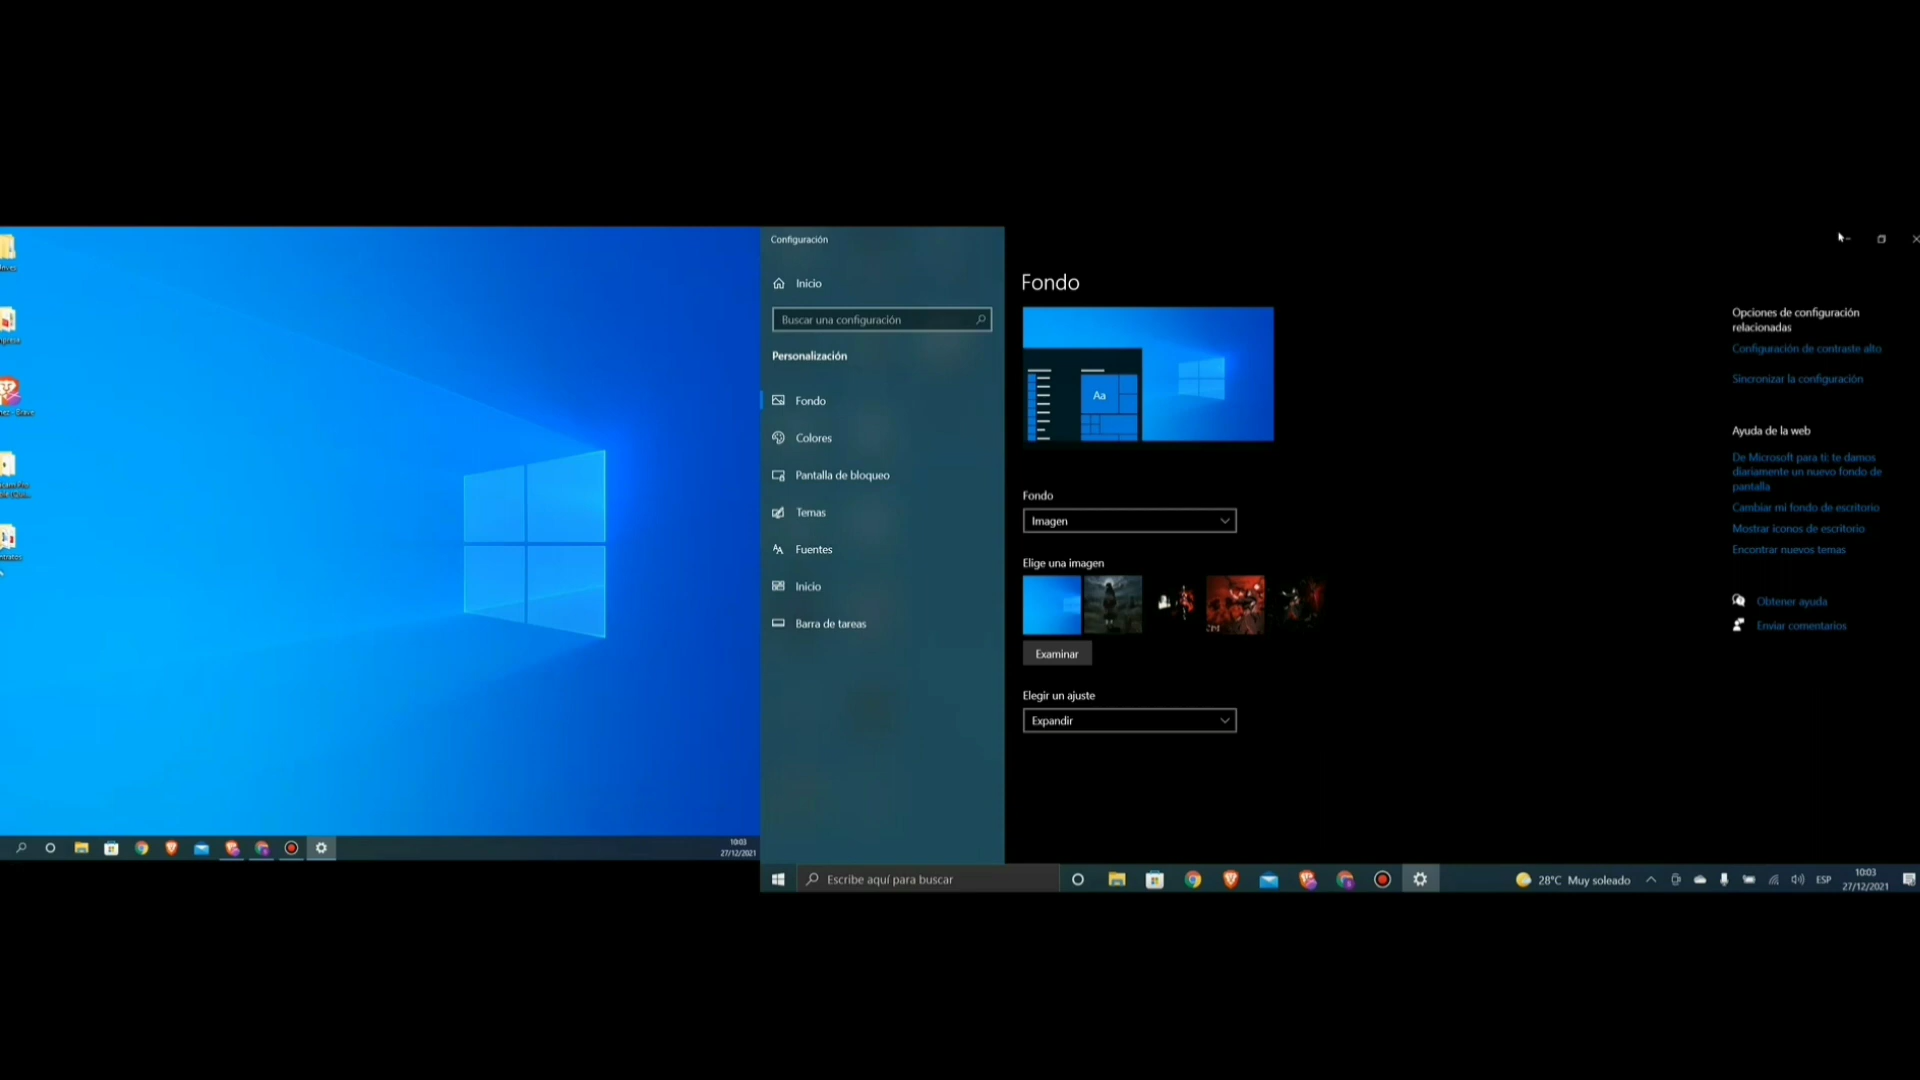 Configuración
Inicio
Buscar una configuración
Personalización
Fondo
Colores
Pantalla de bloqueo
Temas
Fuentes
Inicio
Barra de tareas
Fondo
Aa
Fondo
Imagen
Elige una imagen
Examinar
Elegir un ajuste
Expandir
Opciones de configuración
relacionadas
Configuración de contraste alto
Sincronizar la configuración
Ayuda de la web
De Microsoft para ti: te damos
diariamente un nuevo fondo de
pantalla
Cambiar mi fondo de escritorio
Mostrar iconos de escritorio
Encontrar nuevos temas
Obtener ayuda
Enviar comentarios
10:03
27/12/2021
Escribe aquí para buscar
28°C Muy soleado
ESP
10:03
27/12/2021